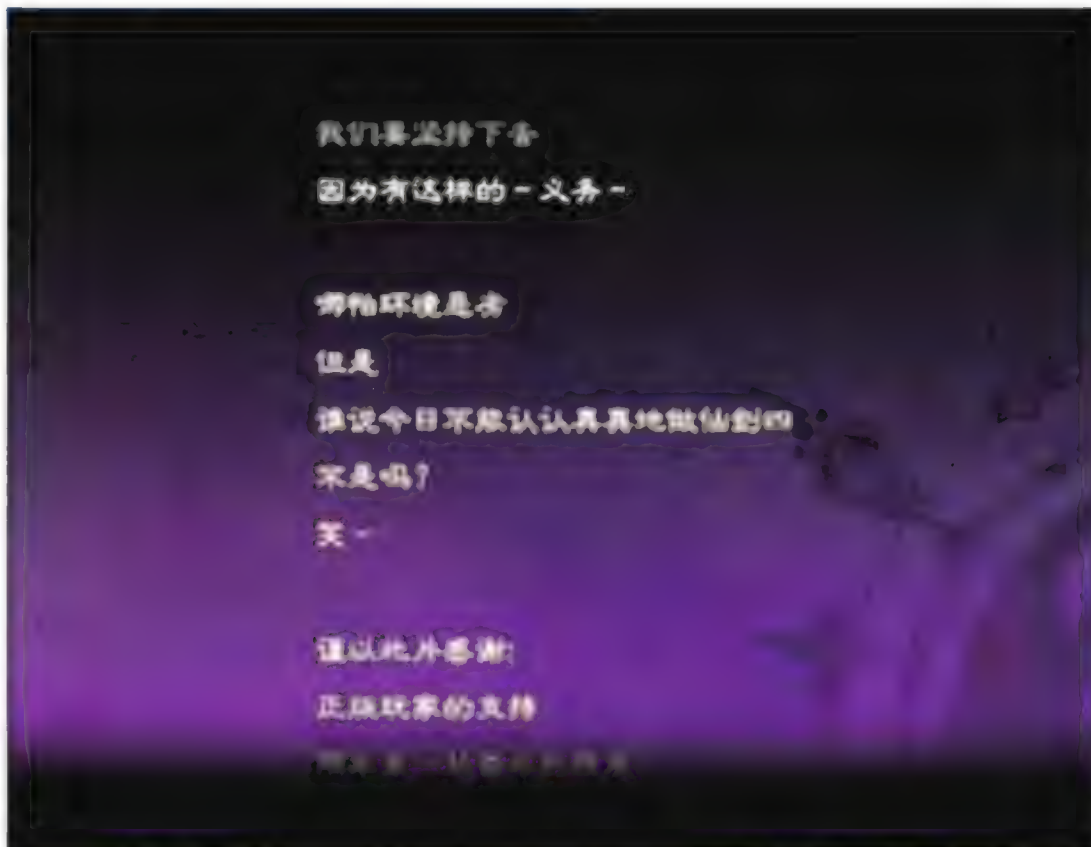 我们要坚持下去
因为有这样的-义务-
哪怕环境是劣
但是
谁说今日不能认认真真地做仙剑四
不是吗?
笑-
谨以此片感谢:
正版玩家的支持